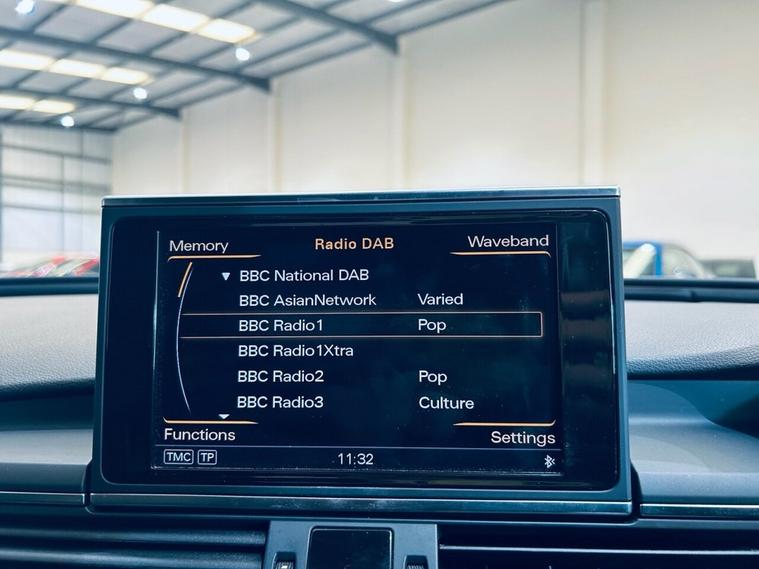 Memory Radio DAB Waveband
BBC National DAB
BBC AsianNetwork Varied
BBC Radio1 Pop
BBC Radio1Xtra
BBC Radio2 Pop
BBC Radio3 Culture
Functions Settings
TMC TP 11:32